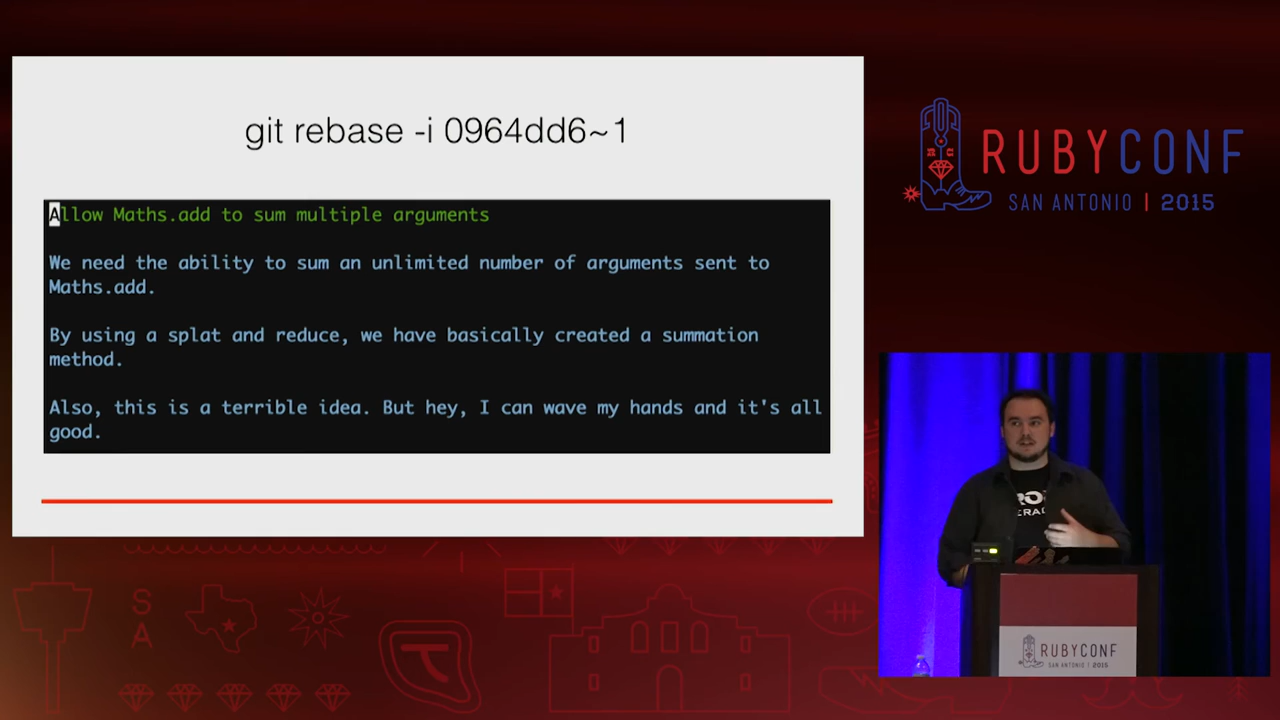 git rebase -i 0964dd6~1
Allow Maths.add to sum multiple arguments
We need the ability to sum an unlimited number of arguments sent to
Maths.add.
By using a splat and reduce, we have basically created a summation
method.
Also, this is a terrible idea. But hey, I can wave my hands and it's all
good.
RUBYCONF
SAN ANTONIO | 2015
S
A
RUBYCONF
SAN ANTONIO | 2015